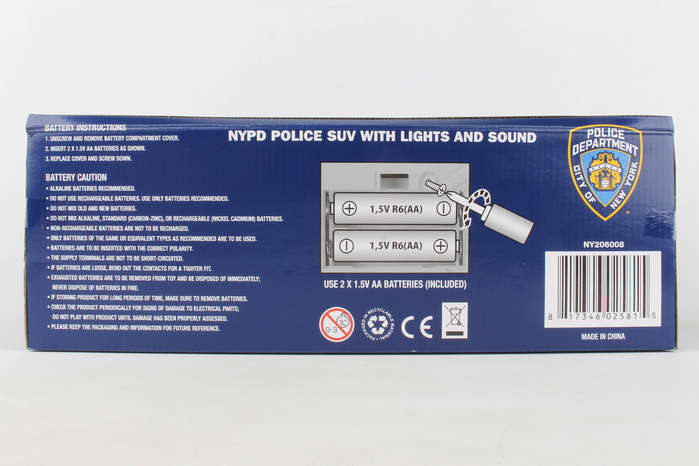 BATTERY INSTRUCTIONS
1. UNSCREW AND REMOVE BATTERY COMPARTMENT COVER.
2. INSERT 2 X 1.5V AA BATTERIES AS SHOWN.
3. REPLACE COVER AND SCREW DOWN.
BATTERY CAUTION
• ALKALINE BATTERIES RECOMMENDED.
• DO NOT USE RECHARGEABLE BATTERIES. USE ONLY BATTERIES RECOMMENDED.
• DO NOT MIX OLD AND NEW BATTERIES.
• DO NOT MIX ALKALINE, STANDARD (CARBON-ZINC), OR RECHARGEABLE (NICKEL CADMIUM) BATTERIES.
• NON-RECHARGEABLE BATTERIES ARE NOT TO BE RECHARGED.
• ONLY BATTERIES OF THE SAME OR EQUIVALENT TYPES AS RECOMMENDED ARE TO BE USED.
• BATTERIES ARE TO BE INSERTED WITH THE CORRECT POLARITY.
• THE SUPPLY TERMINALS ARE NOT TO BE SHORT-CIRCUITED.
• IF BATTERIES ARE LOOSE, BEND OUT THE CONTACTS FOR A TIGHTER FIT.
• EXHAUSTED BATTERIES ARE TO BE REMOVED FROM TOY AND BE DISPOSED OF IMMEDIATELY;
NEVER DISPOSE OF BATTERIES IN FIRE.
• IF STORING PRODUCT FOR LONG PERIODS OF TIME, MAKE SURE TO REMOVE BATTERIES.
• CHECK THE PRODUCT PERIODICALLY FOR SIGNS OF DAMAGE TO ELECTRICAL PARTS;
DO NOT PLAY WITH PRODUCT UNTIL DAMAGE HAS BEEN PROPERLY ASSESSED.
• PLEASE KEEP THE PACKAGING AND INFORMATION FOR FUTURE REFERENCE.
NYPD POLICE SUV WITH LIGHTS AND SOUND
1,5V R6(AA)
1,5V R6(AA)
USE 2 X 1.5V AA BATTERIES (INCLUDED)
0-3
RECYCLABLE PACKAGING
CE
POLICE
DEPARTMENT
CITY OF NEW YORK
NY206008
8 17346 02581 5
MADE IN CHINA